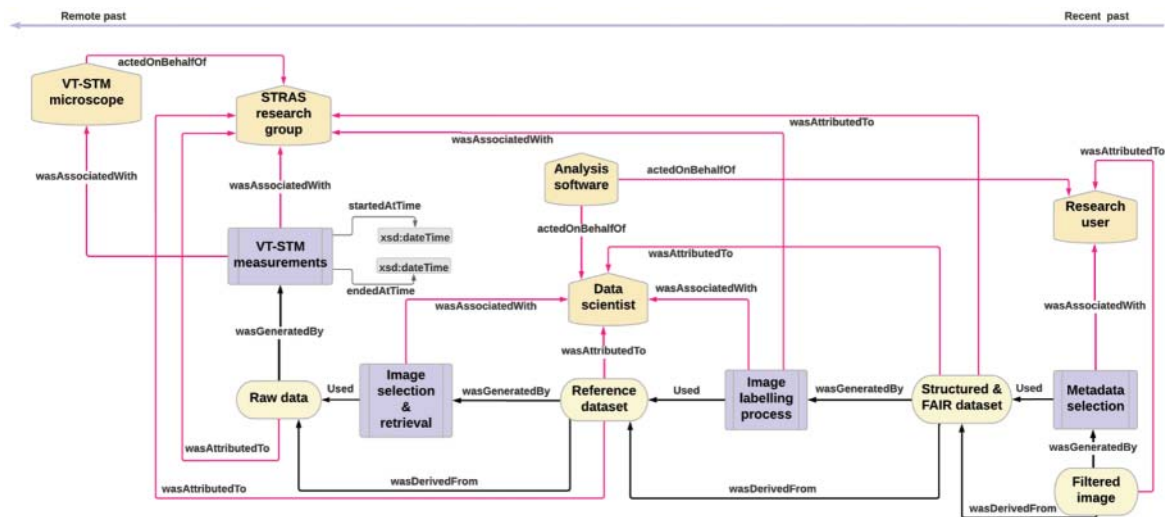 Remote past
Recent past
actedOnBehalfOf
VT-STM
microscope
STRAS
research
group
wasAttributedTo
wasAssociatedWith
wasAttributedTo
Analysis
software
actedOnBehalfOf
wasAssociatedWith
wasAssociatedWith
Research
user
startedAtTime
xsd:dateTime
actedOnBehalfOf
VT-STM
measurements
wasAttributedTo
xsd:dateTime
endedAtTime
Data
scientist
wasAssociatedWith
wasAssociatedWith
wasAssociatedWith
wasGeneratedBy
wasAttributedTo
Raw data
Used
Image
selection
&
retrieval
wasGeneratedBy
Reference
dataset
Used
Image
labelling
process
wasGeneratedBy
Structured &
FAIR dataset
Used
Metadada
selection
wasAttributedTo
wasGeneratedBy
wasDerivedFrom
wasAttributedTo
wasDerivedFrom
Filtered
image
wasDerivedFrom